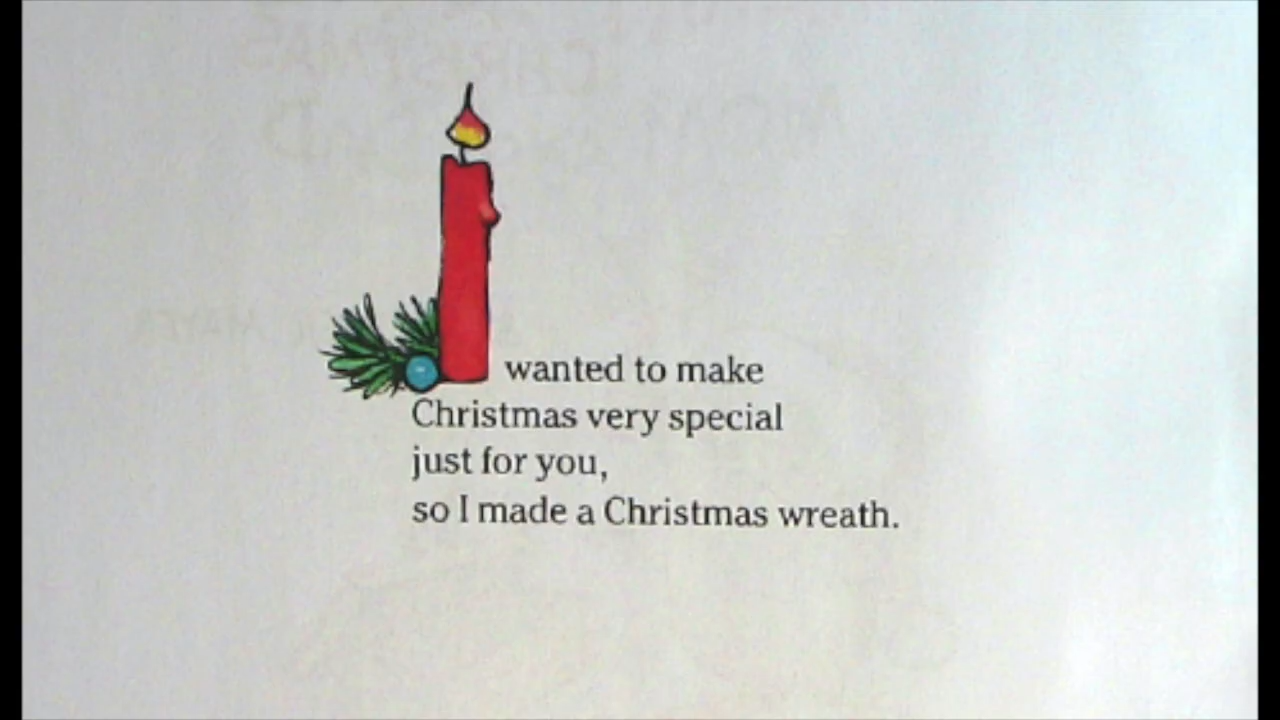 I wanted to make
Christmas very special
just for you,
so I made a Christmas wreath.